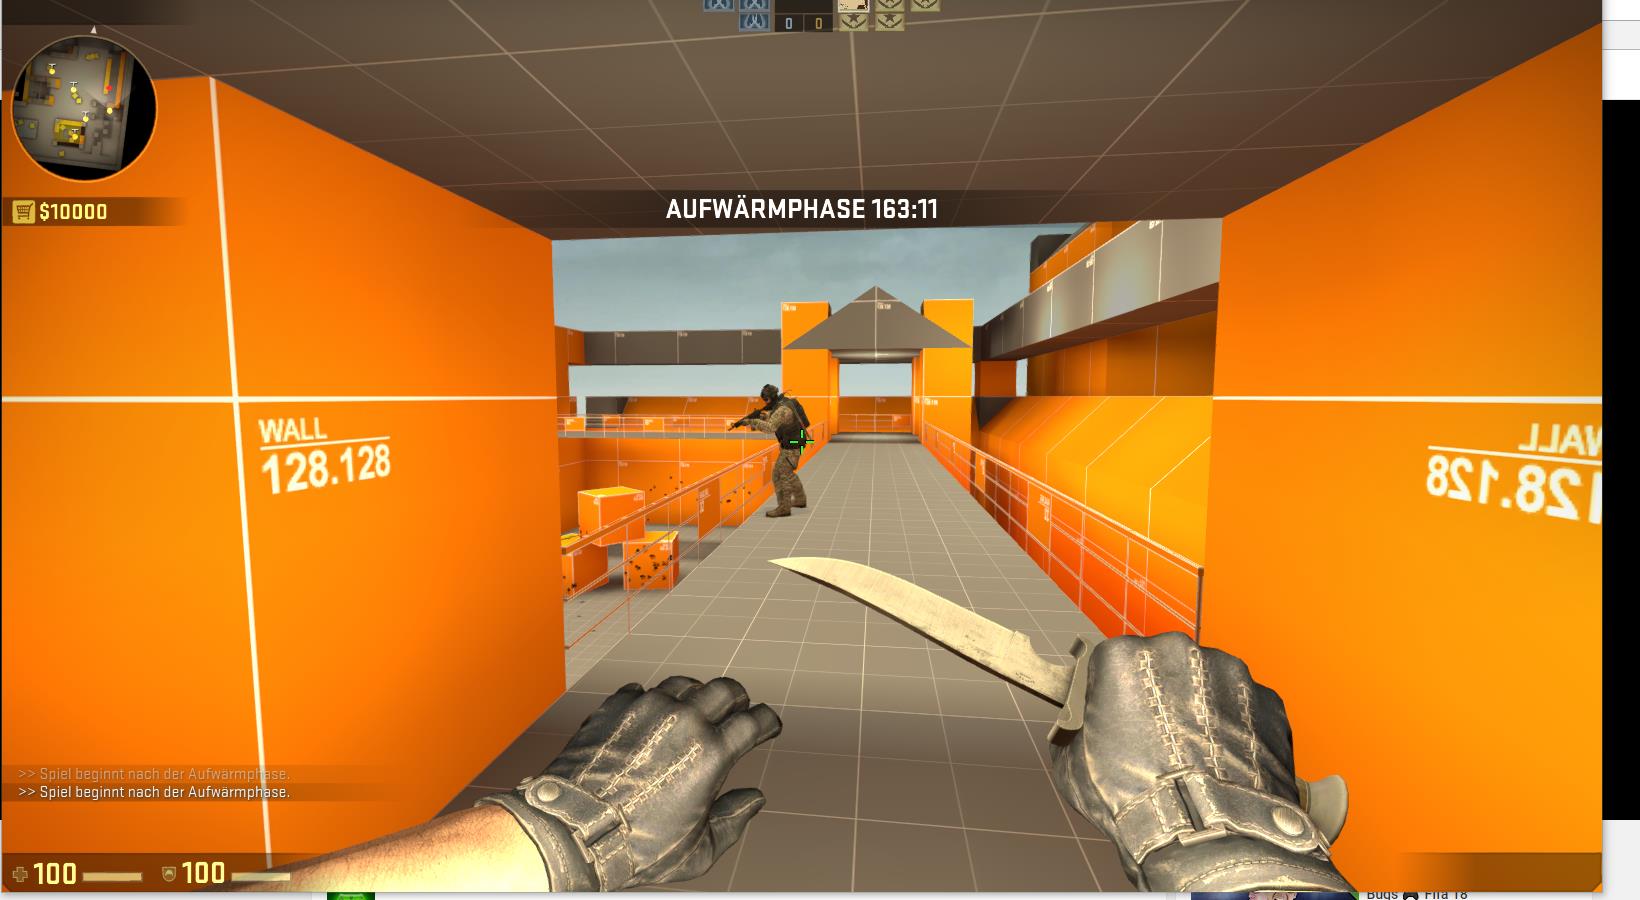 0 0
$10000
AUFWÄRMPHASE 163:11
WALL
128.128
WALL
128.128
>> Spiel beginnt nach der Aufwärmphase.
>> Spiel beginnt nach der Aufwärmphase.
100 100
Bugs Fifa 18